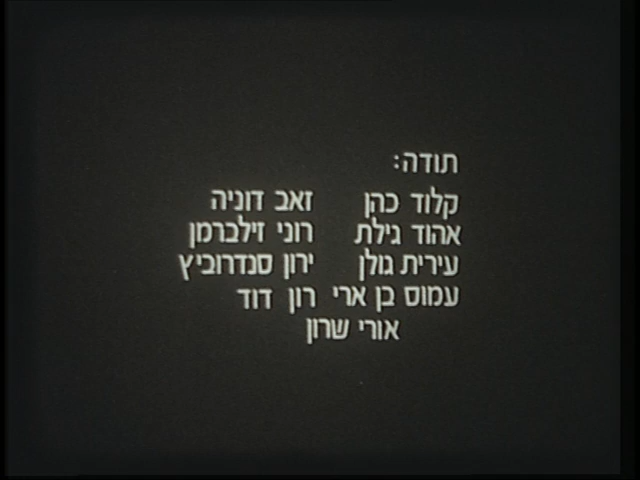 תודה:
קלוד כהן זאב דוניה
אהוד גילת רוני זילברמן
עירית גולן ירון סנדרוביץ
עמוס בן ארי רון דוד
אורי שרון